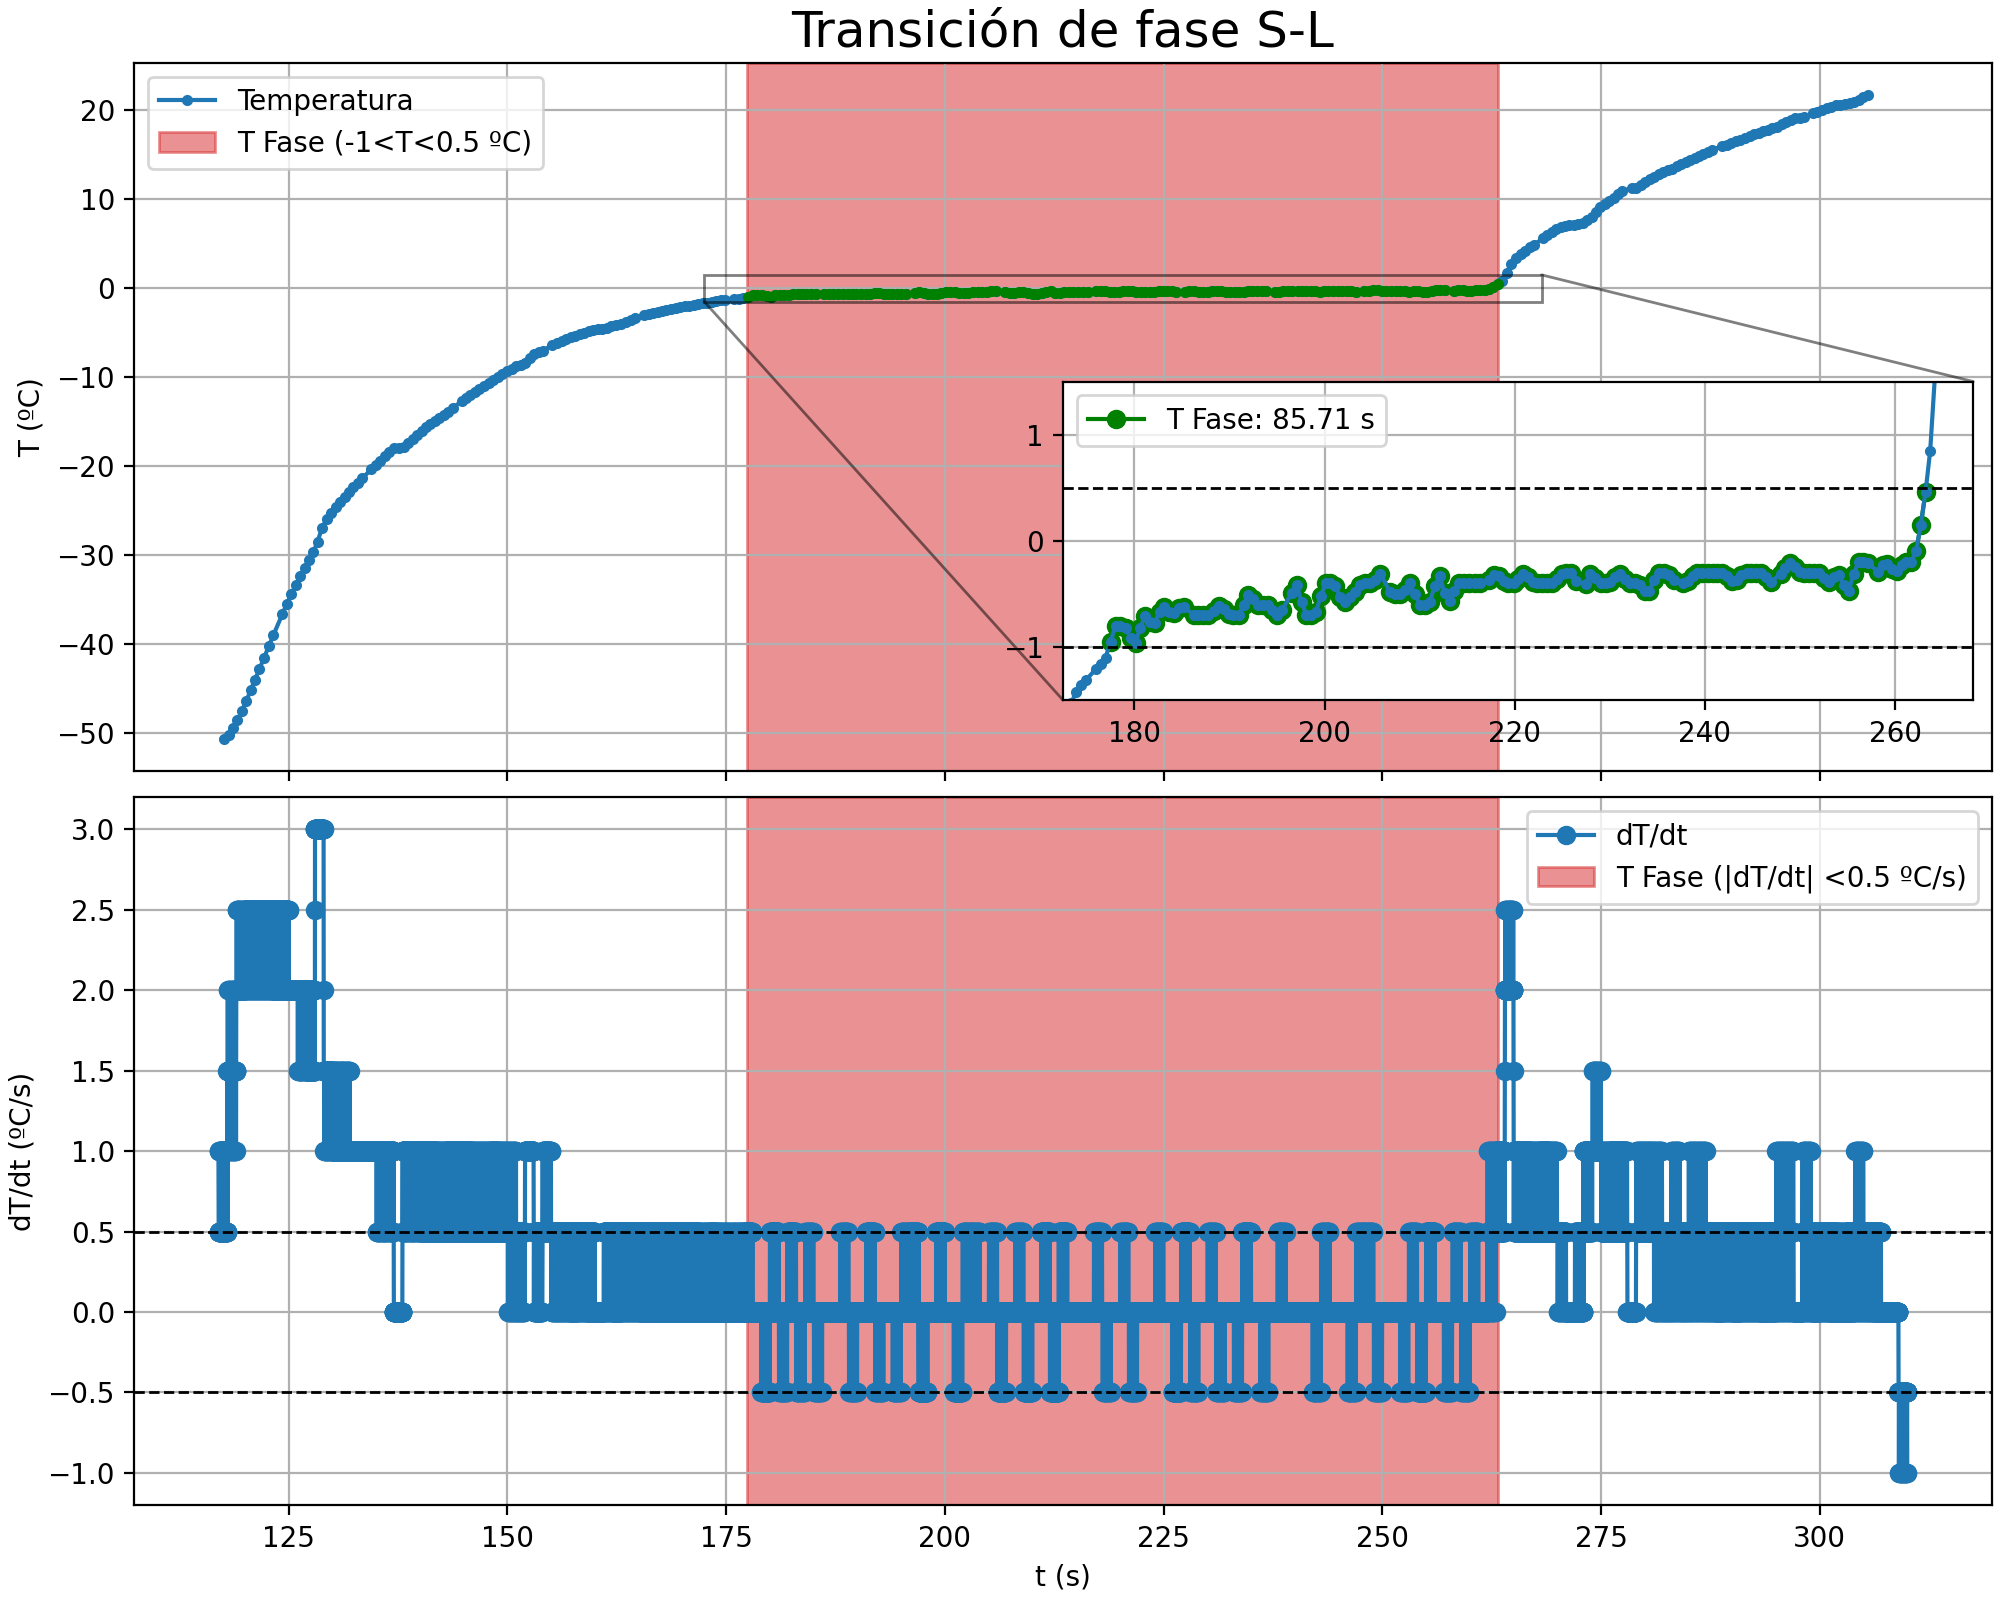 Transición de fase S-L
Temperatura
T Fase (-1<T<0.5 ºC)
T (ºC)
20
10
0
−10
−20
−30
−40
−50
T Fase: 85.71 s
1
0
−1
180 200 220 240 260
dT/dt
T Fase (|dT/dt| <0.5 ºC/s)
dT/dt (ºC/s)
3.0
2.5
2.0
1.5
1.0
0.5
0.0
−0.5
−1.0
125 150 175 200 225 250 275 300
t (s)